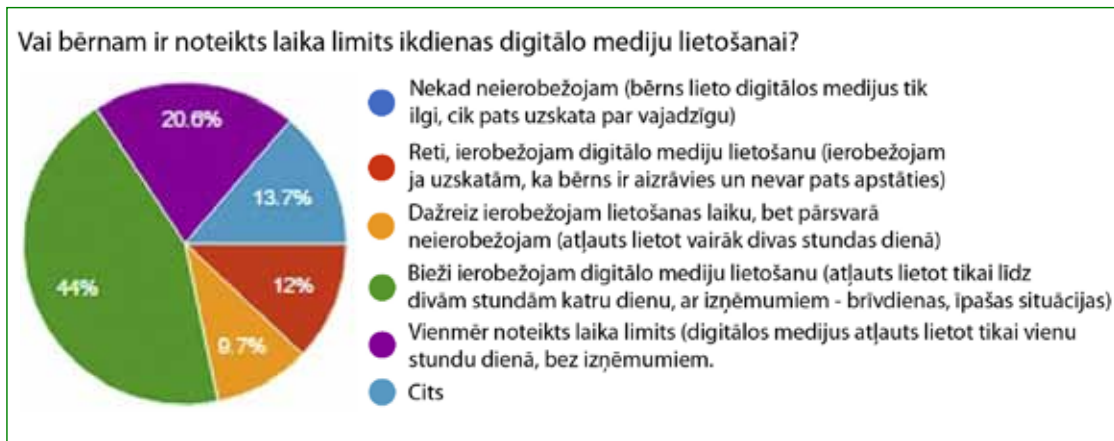 Vai bērnam ir noteikts laika limits ikdienas digitālo mediju lietošanai?
20.6%
13.7%
44%
12%
9.7%
Nekad neierobežojam (bērns lieto digitālos medijus tik
ilgi, cik pats uzskata par vajadzīgu)
Reti, ierobežojam digitālo mediju lietošanu (ierobežojam
ja uzskatām, ka bērns ir aizrāvies un nevar pats apstāties)
Dažreiz ierobežojam lietošanas laiku, bet pārsvarā
neierobežojam (atļauts lietot vairāk divas stundas dienā)
Bieži ierobežojam digitālo mediju lietošanu (atļauts lietot tikai līdz
divām stundām katru dienu, ar izņēmumiem - brīvdienas, īpašas situācijas)
Vienmēr noteikts laika limits (digitālos medijus atļauts lietot tikai vienu
stundu dienā, bez izņēmumiem.
Cits